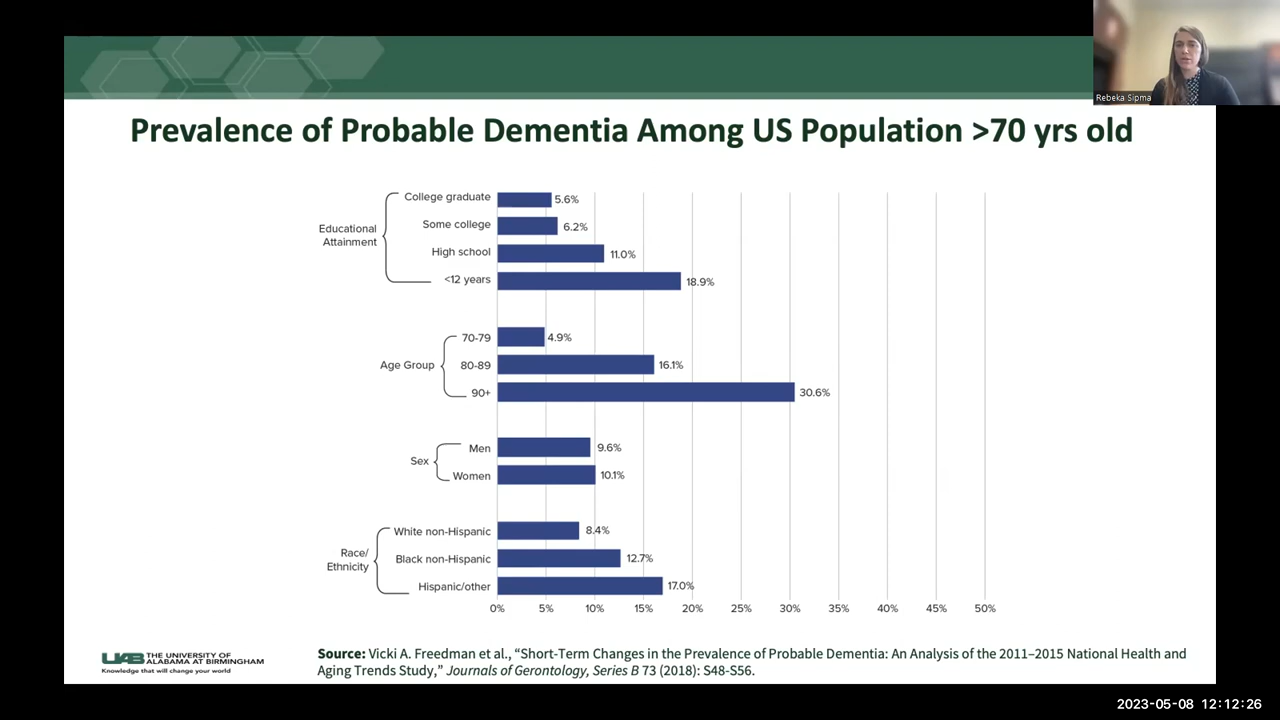 Rebeka Sipma
Prevalence of Probable Dementia Among US Population >70 yrs old
Educational
Attainment
College graduate 5.6%
Some college 6.2%
High school 11.0%
<12 years 18.9%
Age Group
70-79 4.9%
80-89 16.1%
90+ 30.6%
Sex
Men 9.6%
Women 10.1%
Race/
Ethnicity
White non-Hispanic 8.4%
Black non-Hispanic 12.7%
Hispanic/other 17.0%
0% 5% 10% 15% 20% 25% 30% 35% 40% 45% 50%
UAB THE UNIVERSITY OF
ALABAMA AT BIRMINGHAM
Knowledge that will change your world
Source: Vicki A. Freedman et al., “Short-Term Changes in the Prevalence of Probable Dementia: An Analysis of the 2011–2015 National Health and
Aging Trends Study,” Journals of Gerontology, Series B 73 (2018): S48-S56.
2023-05-08 12:12:26